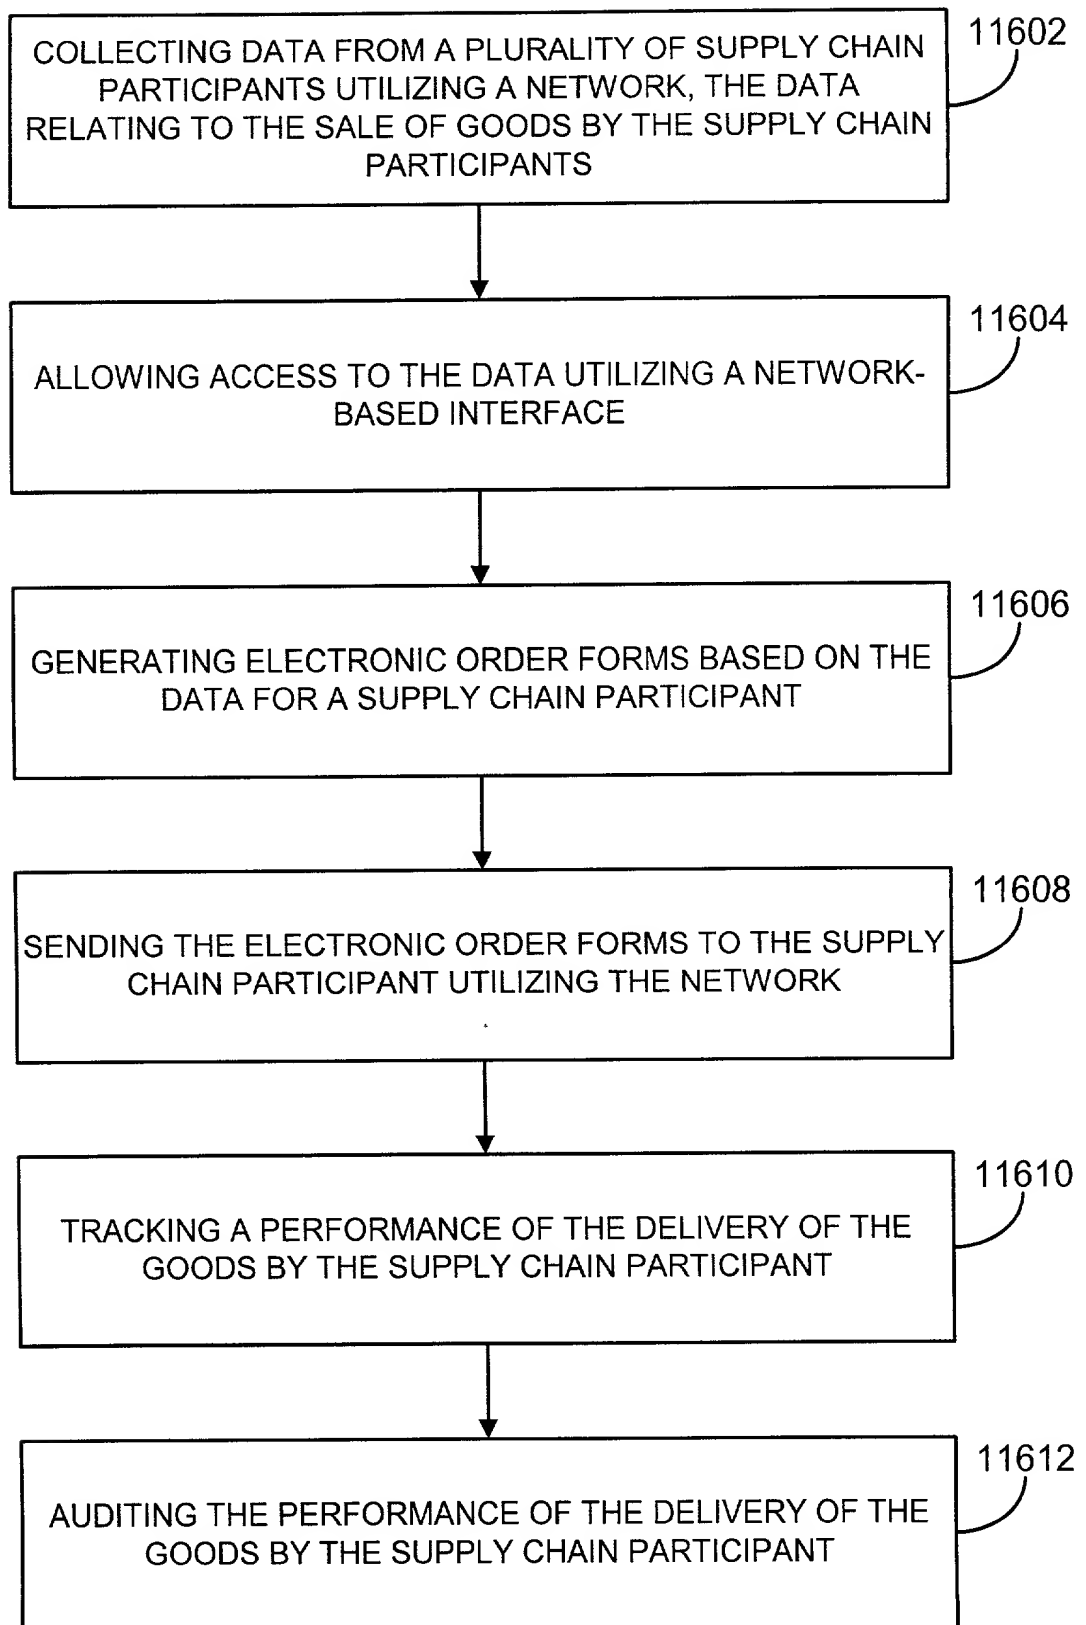 11602
COLLECTING DATA FROM A PLURALITY OF SUPPLY CHAIN
PARTICIPANTS UTILIZING A NETWORK, THE DATA
RELATING TO THE SALE OF GOODS BY THE SUPPLY CHAIN
PARTICIPANTS
11604
ALLOWING ACCESS TO THE DATA UTILIZING A NETWORK-
BASED INTERFACE
11606
GENERATING ELECTRONIC ORDER FORMS BASED ON THE
DATA FOR A SUPPLY CHAIN PARTICIPANT
11608
SENDING THE ELECTRONIC ORDER FORMS TO THE SUPPLY
CHAIN PARTICIPANT UTILIZING THE NETWORK
11610
TRACKING A PERFORMANCE OF THE DELIVERY OF THE
GOODS BY THE SUPPLY CHAIN PARTICIPANT
11612
AUDITING THE PERFORMANCE OF THE DELIVERY OF THE
GOODS BY THE SUPPLY CHAIN PARTICIPANT